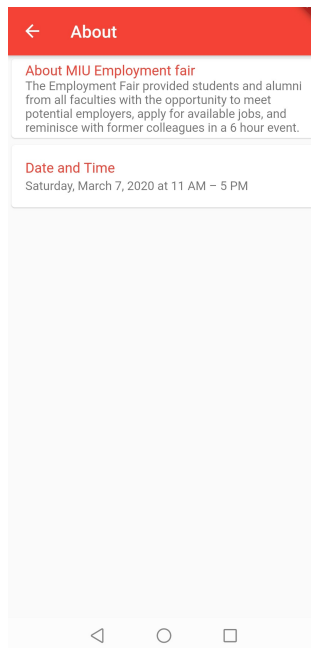 About
About MIU Employment fair
The Employment Fair provided students and alumni
from all faculties with the opportunity to meet
potential employers, apply for available jobs, and
reminisce with former colleagues in a 6 hour event.
Date and Time
Saturday, March 7, 2020 at 11 AM – 5 PM